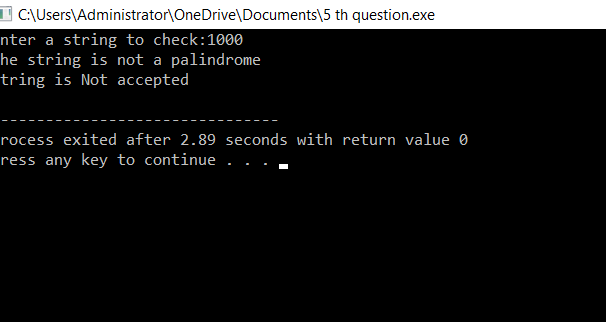 C:\Users\Administrator\OneDrive\Documents\5 th question.exe
nter a string to check:1000
he string is not a palindrome
tring is Not accepted
-------------------------------
rocess exited after 2.89 seconds with return value 0
ress any key to continue . . .